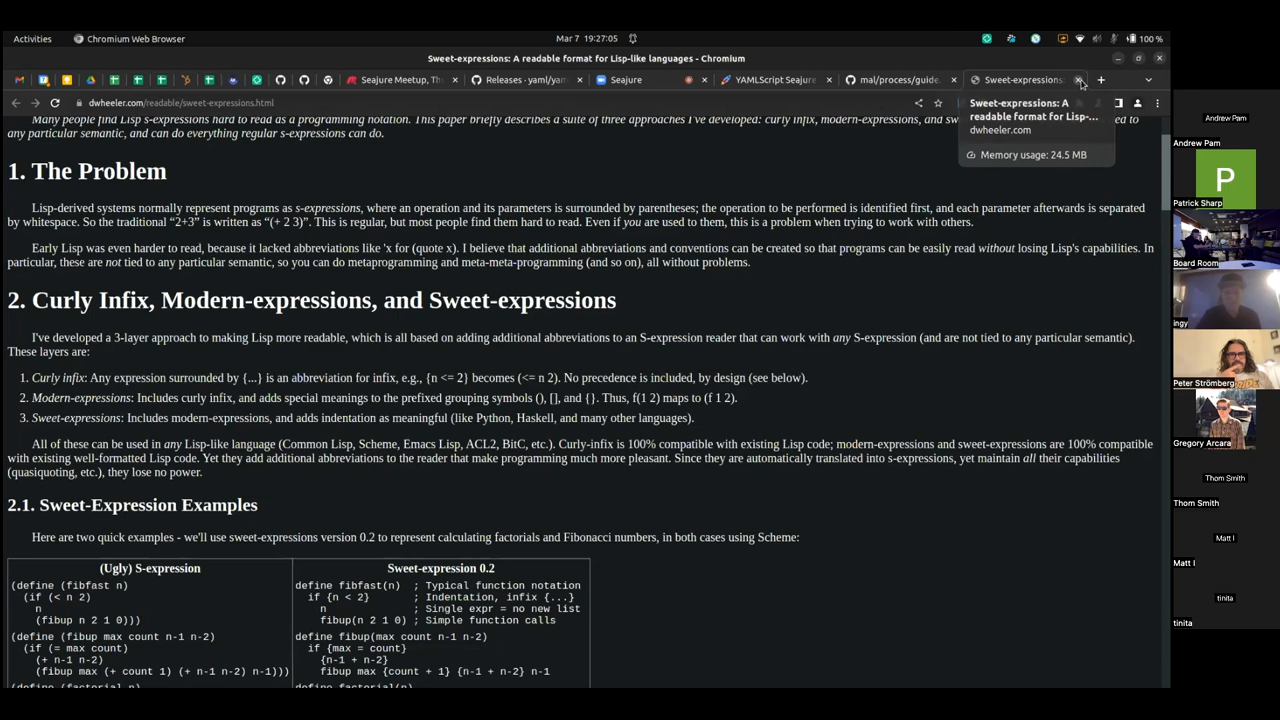 Activities
Chromium Web Browser
Mar 7 19:27:05
100 %
Sweet-expressions: A readable format for Lisp-like languages - Chromium
Seajure Meetup, Th
Releases · yaml/yam
Seajure
YAMLScript Seajure
mal/process/guide.
Sweet-expressions:
dwheeler.com/readable/sweet-expressions.html
Sweet-expressions: A
readable format for Lisp-...
dwheeler.com
Memory usage: 24.5 MB
Many people find Lisp s-expressions hard to read as a programming notation. This paper briefly describes a suite of three approaches I've developed: curly infix, modern-expressions, and sw
to
any particular semantic, and can do everything regular s-expressions can do.
1. The Problem
Lisp-derived systems normally represent programs as s-expressions, where an operation and its parameters is surrounded by parentheses; the operation to be performed is identified first, and each parameter afterwards is separated
by whitespace. So the traditional “2+3” is written as “(+ 2 3)”. This is regular, but most people find them hard to read. Even if you are used to them, this is a problem when trying to work with others.
Early Lisp was even harder to read, because it lacked abbreviations like 'x for (quote x). I believe that additional abbreviations and conventions can be created so that programs can be easily read without losing Lisp's capabilities. In
particular, these are not tied to any particular semantic, so you can do metaprogramming and meta-meta-programming (and so on), all without problems.
2. Curly Infix, Modern-expressions, and Sweet-expressions
I've developed a 3-layer approach to making Lisp more readable, which is all based on adding additional abbreviations to an S-expression reader that can work with any S-expression (and are not tied to any particular semantic).
These layers are:
1. Curly infix: Any expression surrounded by {...} is an abbreviation for infix, e.g., {n <= 2} becomes (<= n 2). No precedence is included, by design (see below).
2. Modern-expressions: Includes curly infix, and adds special meanings to the prefixed grouping symbols (), [], and {}. Thus, f(1 2) maps to (f 1 2).
3. Sweet-expressions: Includes modern-expressions, and adds indentation as meaningful (like Python, Haskell, and many other languages).
All of these can be used in any Lisp-like language (Common Lisp, Scheme, Emacs Lisp, ACL2, BitC, etc.). Curly-infix is 100% compatible with existing Lisp code; modern-expressions and sweet-expressions are 100% compatible
with existing well-formatted Lisp code. Yet they add additional abbreviations to the reader that make programming much more pleasant. Since they are automatically translated into s-expressions, yet maintain all their capabilities
(quasiquoting, etc.), they lose no power.
2.1. Sweet-Expression Examples
Here are two quick examples - we'll use sweet-expressions version 0.2 to represent calculating factorials and Fibonacci numbers, in both cases using Scheme:
(Ugly) S-expression
(define (fibfast n)
(if (< n 2)
n
(fibup n 2 1 0)))
(define (fibup max count n-1 n-2)
(if (= max count)
(+ n-1 n-2)
(fibup max (+ count 1) (+ n-1 n-2) n-1)))
(define (factorial n)
Sweet-expression 0.2
define fibfast(n) ; Typical function notation
if {n < 2} ; Indentation, infix {...}
n ; Single expr = no new list
fibup(n 2 1 0) ; Simple function calls
define fibup(max count n-1 n-2)
if {max = count}
{n-1 + n-2}
fibup max {count + 1} {n-1 + n-2} n-1
define factorial(n)
Andrew Pam
Andrew Pam
P
Patrick Sharp
Board Room
ingy
Peter Strömberg
Gregory Arcara
Thom Smith
Thom Smith
Matt I
Matt I
tinita
tinita